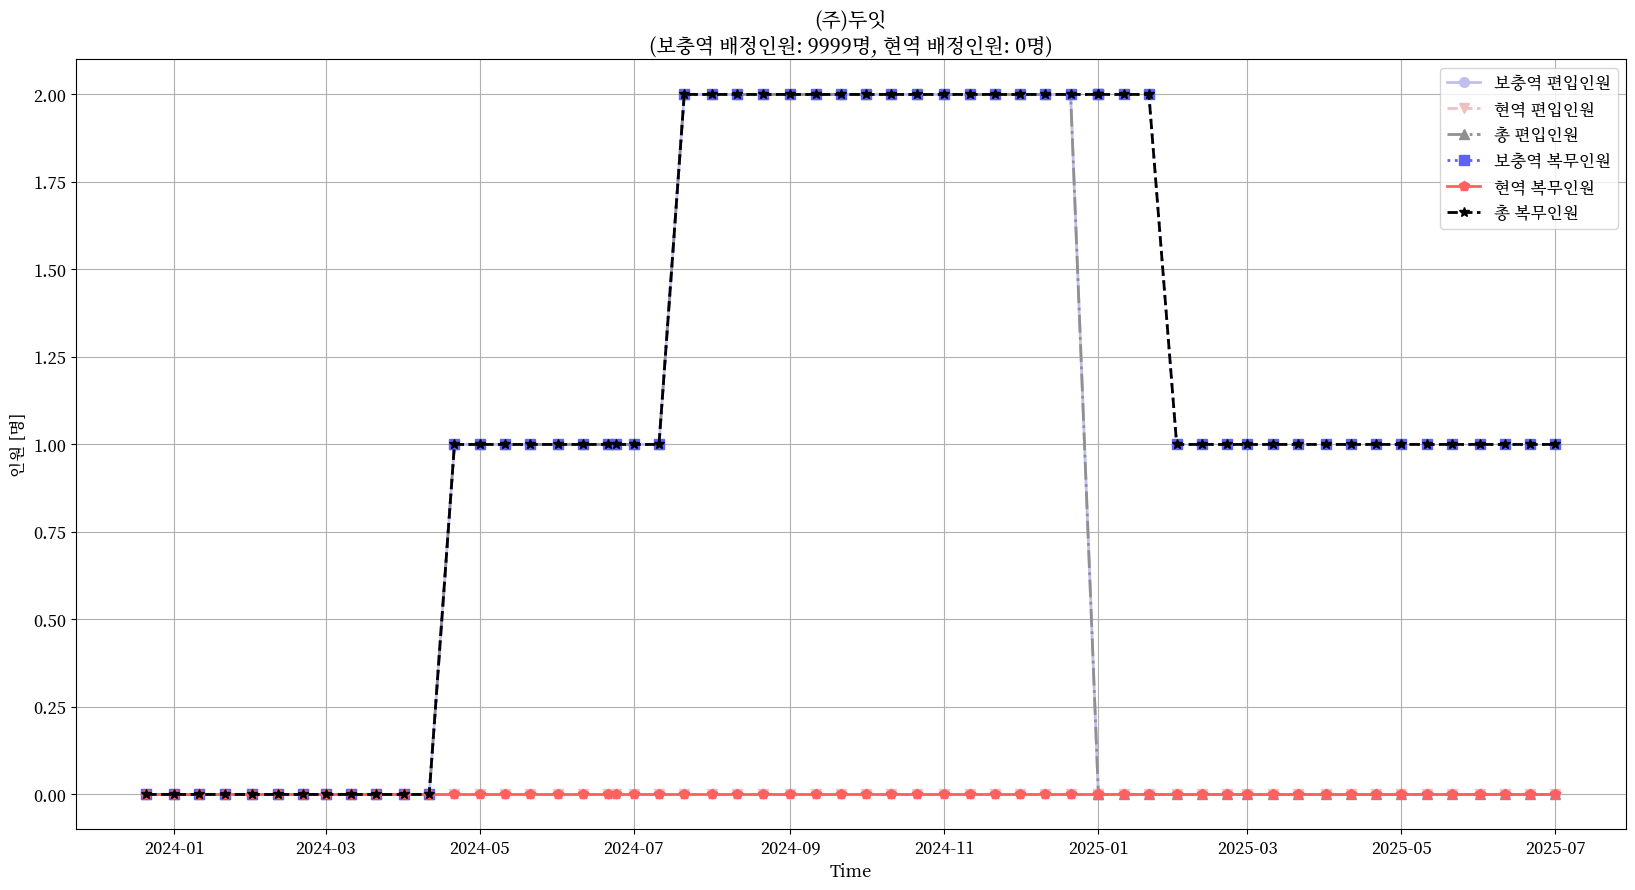 (주)두잇
(보충역 배정인원: 9999명, 현역 배정인원: 0명)
보충역 편입인원
현역 편입인원
총 편입인원
보충역 복무인원
현역 복무인원
총 복무인원
인원 [명]
2.00
1.75
1.50
1.25
1.00
0.75
0.50
0.25
0.00
2024-01 2024-03 2024-05 2024-07 2024-09 2024-11 2025-01 2025-03 2025-05 2025-07
Time